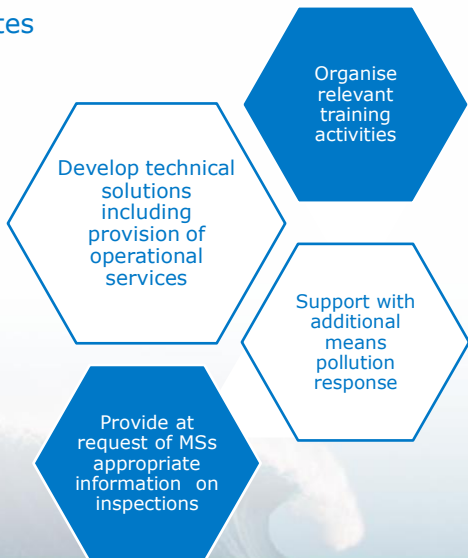 Organise
relevant
training
activities
Develop technical
solutions
including
provision of
operational
services
Support with
additional
means
pollution
response
Provide at
request of MSs
appropriate
information on
inspections